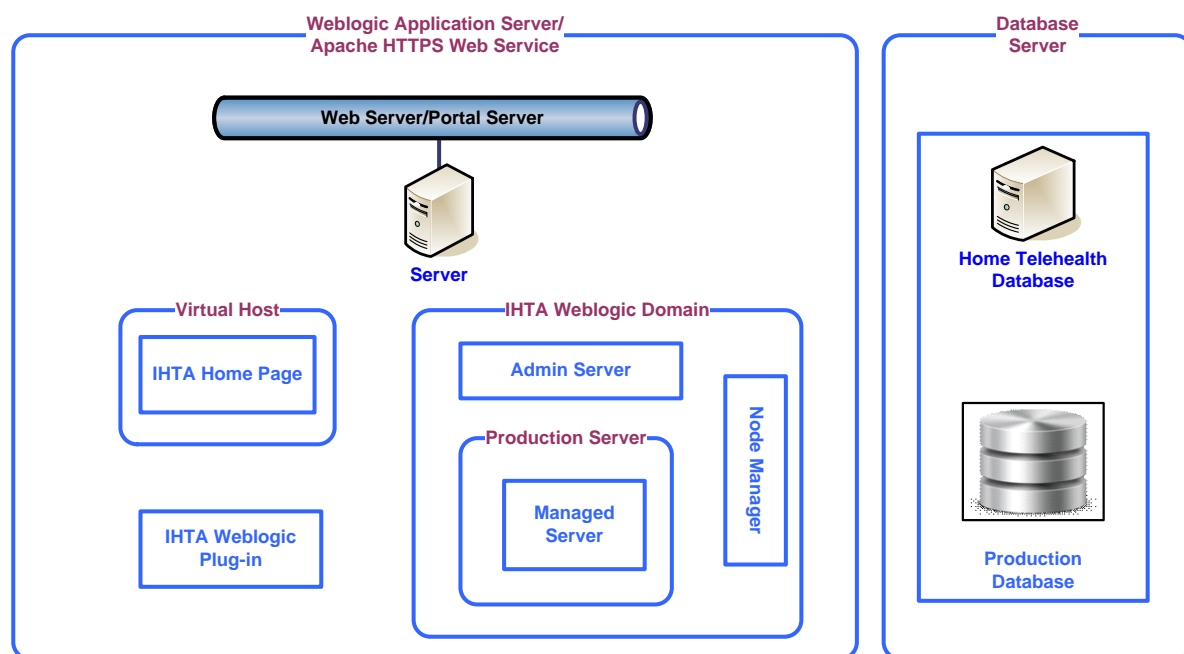 Weblogic Application Server/
Apache HTTPS Web Service
Web Server/Portal Server
Server
Virtual Host
IHTA Home Page
IHTA Weblogic
Plug-in
IHTA Weblogic Domain
Admin Server
Production Server
Managed
Server
Node Manager
Database
Server
Home Telehealth
Database
Production
Database